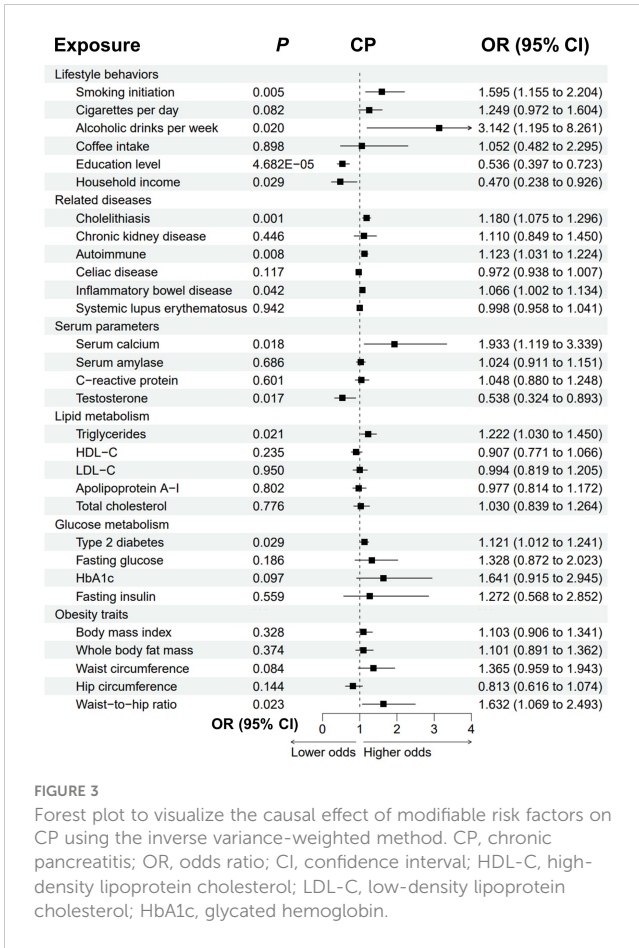 Exposure P CP OR (95% CI)
Lifestyle behaviors
Smoking initiation 0.005 1.595 (1.155 to 2.204)
Cigarettes per day 0.082 1.249 (0.972 to 1.604)
Alcoholic drinks per week 0.020 3.142 (1.195 to 8.261)
Coffee intake 0.898 1.052 (0.482 to 2.295)
Education level 4.682E−05 0.536 (0.397 to 0.723)
Household income 0.029 0.470 (0.238 to 0.926)
Related diseases
Cholelithiasis 0.001 1.180 (1.075 to 1.296)
Chronic kidney disease 0.446 1.110 (0.849 to 1.450)
Autoimmune 0.008 1.123 (1.031 to 1.224)
Celiac disease 0.117 0.972 (0.938 to 1.007)
Inflammatory bowel disease 0.042 1.066 (1.002 to 1.134)
Systemic lupus erythematosus 0.942 0.998 (0.958 to 1.041)
Serum parameters
Serum calcium 0.018 1.933 (1.119 to 3.339)
Serum amylase 0.686 1.024 (0.911 to 1.151)
C−reactive protein 0.601 1.048 (0.880 to 1.248)
Testosterone 0.017 0.538 (0.324 to 0.893)
Lipid metabolism
Triglycerides 0.021 1.222 (1.030 to 1.450)
HDL−C 0.235 0.907 (0.771 to 1.066)
LDL−C 0.950 0.994 (0.819 to 1.205)
Apolipoprotein A−I 0.802 0.977 (0.814 to 1.172)
Total cholesterol 0.776 1.030 (0.839 to 1.264)
Glucose metabolism
Type 2 diabetes 0.029 1.121 (1.012 to 1.241)
Fasting glucose 0.186 1.328 (0.872 to 2.023)
HbA1c 0.097 1.641 (0.915 to 2.945)
Fasting insulin 0.559 1.272 (0.568 to 2.852)
Obesity traits
Body mass index 0.328 1.103 (0.906 to 1.341)
Whole body fat mass 0.374 1.101 (0.891 to 1.362)
Waist circumference 0.084 1.365 (0.959 to 1.943)
Hip circumference 0.144 0.813 (0.616 to 1.074)
Waist−to−hip ratio 0.023 1.632 (1.069 to 2.493)
OR (95% CI)
0 1 2 3 4
Lower odds Higher odds
FIGURE 3
Forest plot to visualize the causal effect of modifiable risk factors on
CP using the inverse variance-weighted method. CP, chronic
pancreatitis; OR, odds ratio; CI, confidence interval; HDL-C, high-
density lipoprotein cholesterol; LDL-C, low-density lipoprotein
cholesterol; HbA1c, glycated hemoglobin.